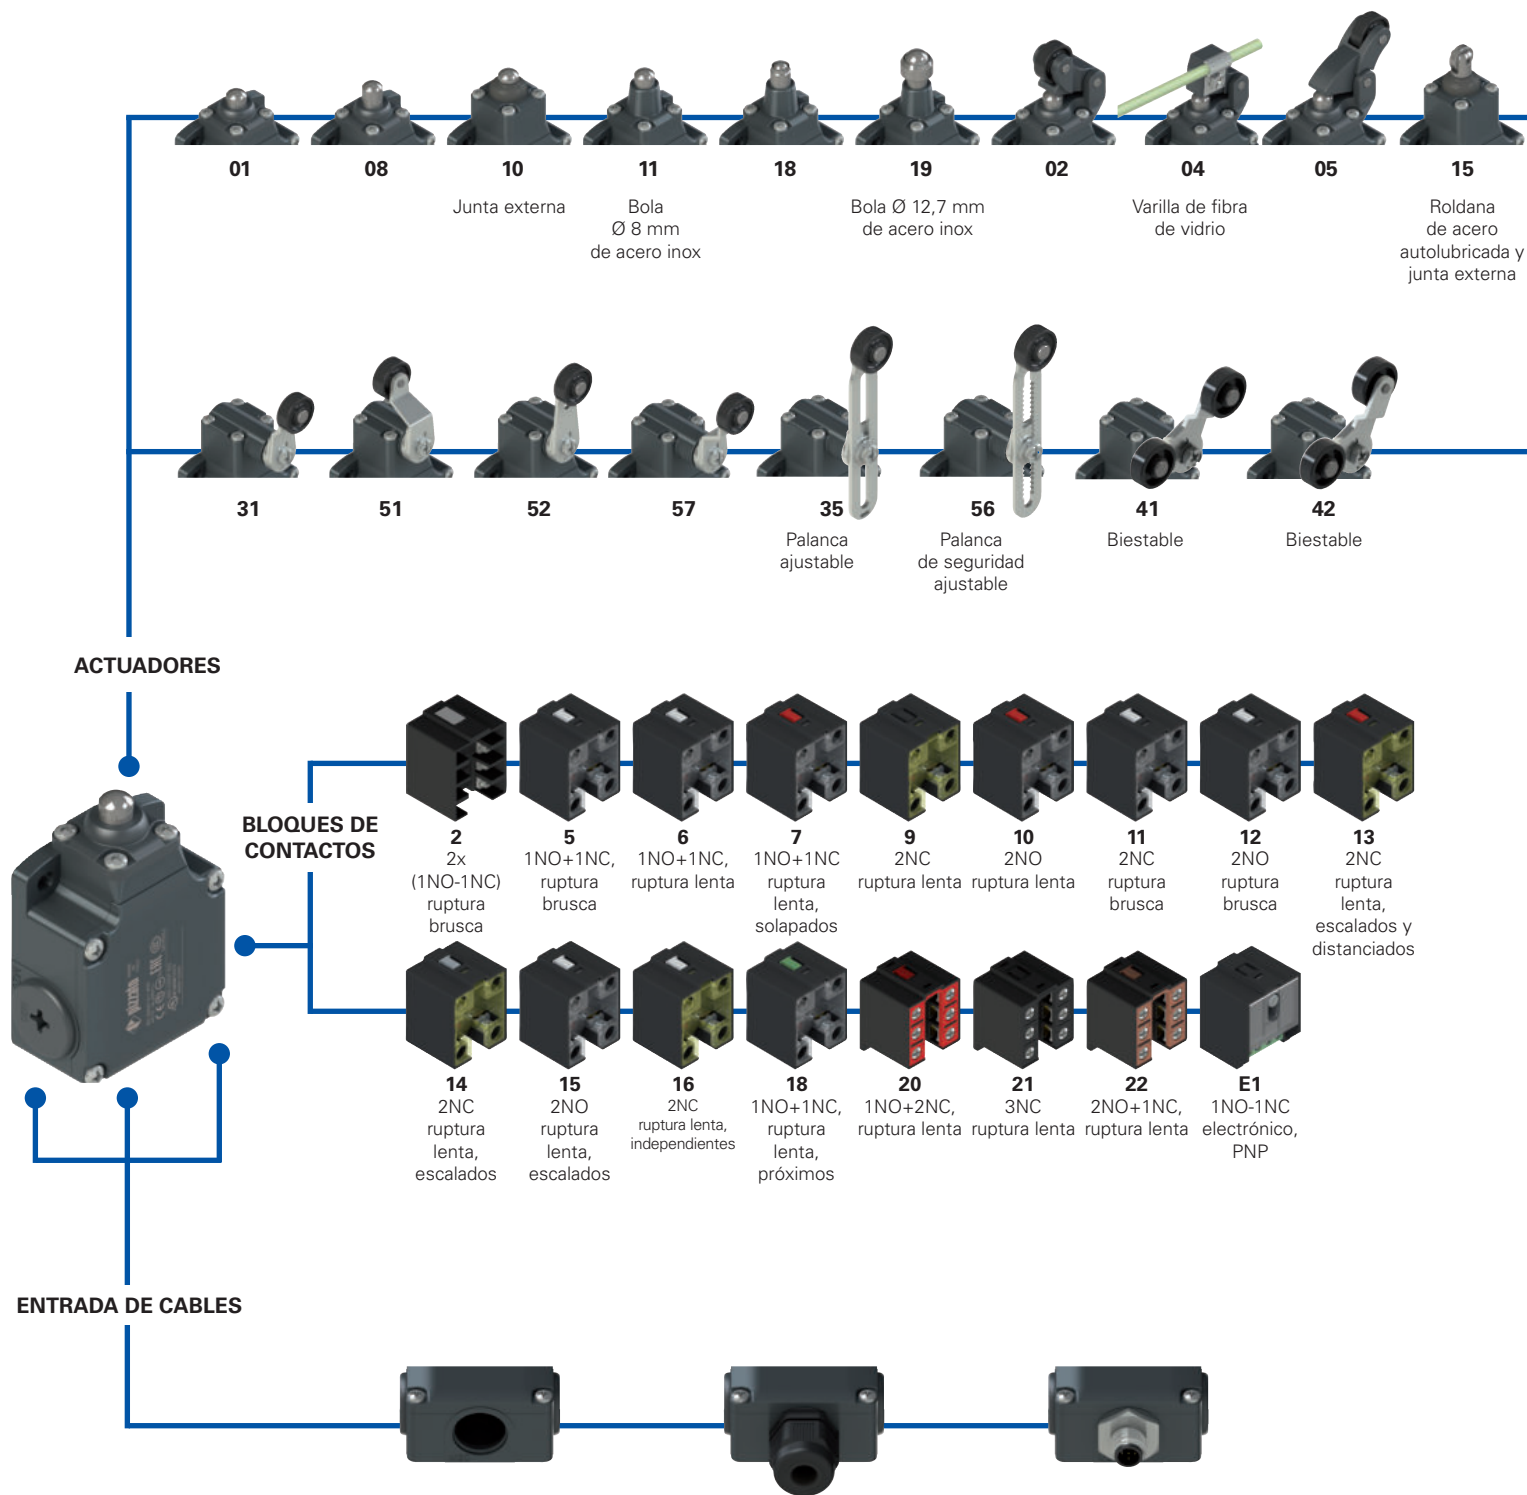 01 08 10 11 18 19 02 04 05 15
Junta externa
Bola
Ø 8 mm
de acero inox
Bola Ø 12,7 mm
de acero inox
Varilla de fibra
de vidrio
Roldana
de acero
autolubricada y
junta externa
31 51 52 57 35 56 41 42
Palanca
ajustable
Palanca
de seguridad
ajustable
Biestable
Biestable
ACTUADORES
BLOQUES DE
CONTACTOS
2
2x
(1NO-1NC)
ruptura
brusca
5
1NO+1NC,
ruptura
brusca
6
1NO+1NC,
ruptura lenta
7
1NO+1NC
ruptura
lenta,
solapados
9
2NC
ruptura lenta
10
2NO
ruptura lenta
11
2NC
ruptura
brusca
12
2NO
ruptura
brusca
13
2NC
ruptura
lenta,
escalados y
distanciados
14
2NC
ruptura
lenta,
escalados
15
2NO
ruptura
lenta,
escalados
16
2NC
ruptura lenta,
independientes
18
1NO+1NC,
ruptura
lenta,
próximos
20
1NO+2NC,
ruptura lenta
21
3NC
ruptura lenta
22
2NO+1NC,
ruptura lenta
E1
1NO-1NC
electrónico,
PNP
pizzato
ENTRADA DE CABLES